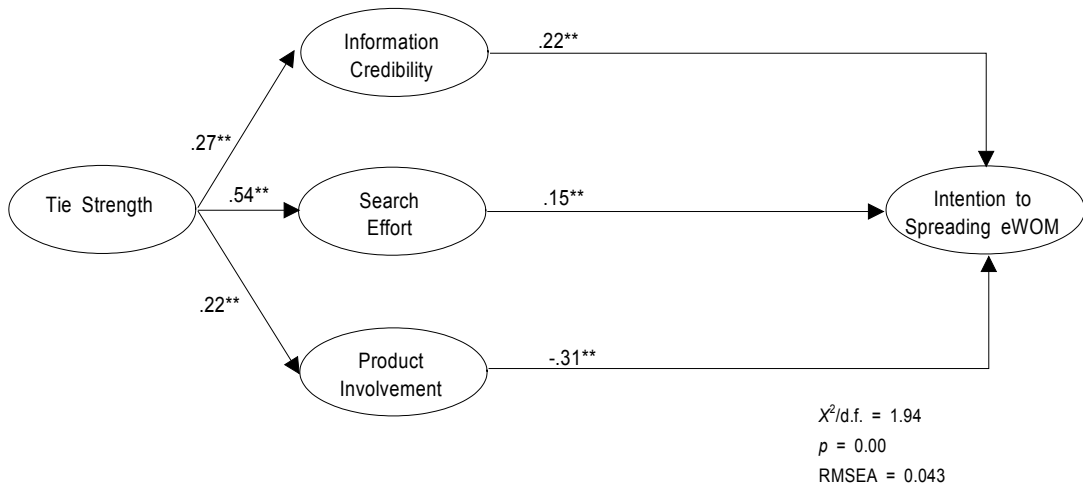 Information
Credibility
.22**
.27**
Tie Strength
.54**
Search
Effort
.15**
Intention to
Spreading eWOM
.22**
Product
Involvement
-.31**
X²/d.f. = 1.94
p = 0.00
RMSEA = 0.043